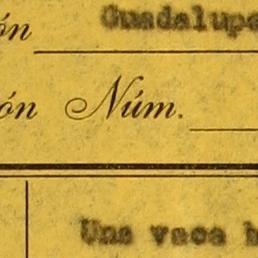 ón Guadalupe
ón Núm.
Una vaca